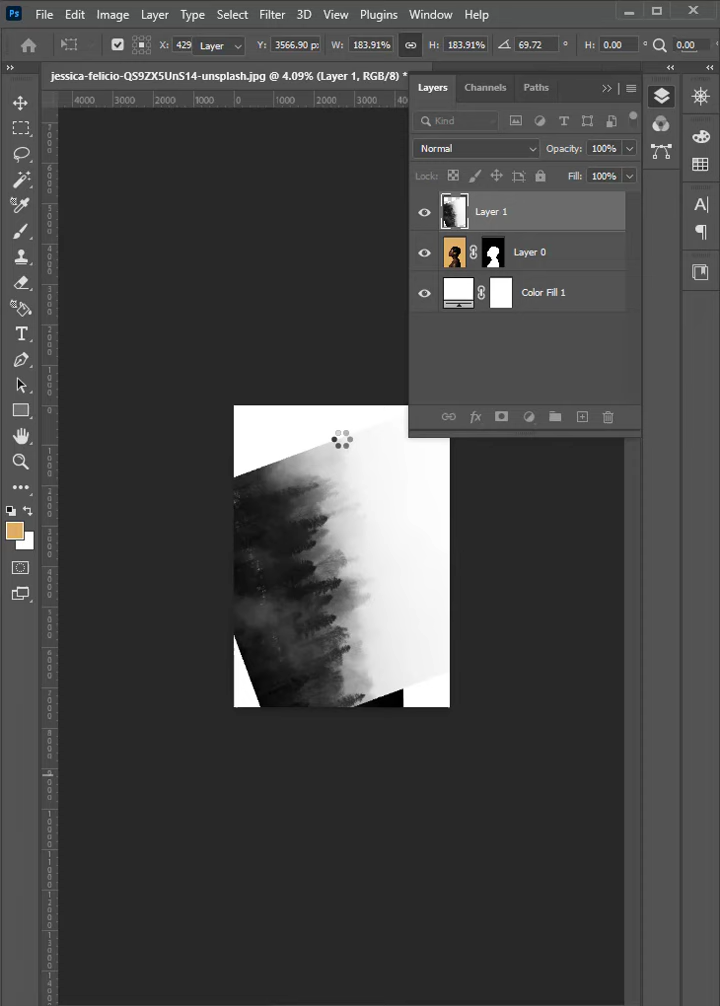 Ps File Edit Image Layer Type Select Filter 3D View Plugins Window Help
X: 429 Layer Y: 3566.90 px W: 183.91% H: 183.91% 69.72 ° H: 0.00 ° 0.00
jessica-felicio-QS9ZX5UnS14-unsplash.jpg @ 4.09% (Layer 1, RGB/8) *
4000 3000 2000 1000 0 1000 2000 3000
Layers Channels Paths
Kind
Normal Opacity: 100%
Lock: Fill: 100%
Layer 1
Layer 0
Color Fill 1
fx